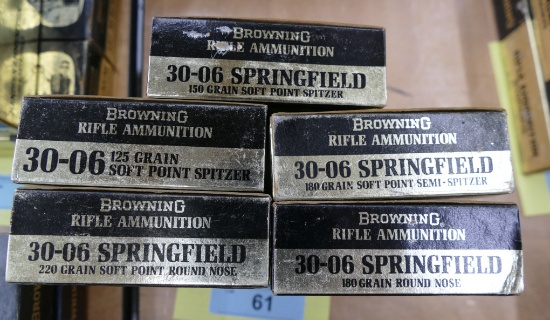 BROWNING
RIFLE AMMUNITION
30-06 SPRINGFIELD
150 GRAIN SOFT POINT SPITZER
BROWNING
RIFLE AMMUNITION
30-06 125 GRAIN
SOFT POINT SPITZER
BROWNING
RIFLE AMMUNITION
30-06 SPRINGFIELD
180 GRAIN SOFT POINT SEMI-SPITZER
BROWNING
RIFLE AMMUNITION
30-06 SPRINGFIELD
220 GRAIN SOFT POINT ROUND NOSE
BROWNING
RIFLE AMMUNITION
30-06 SPRINGFIELD
180 GRAIN ROUND NOSE
61